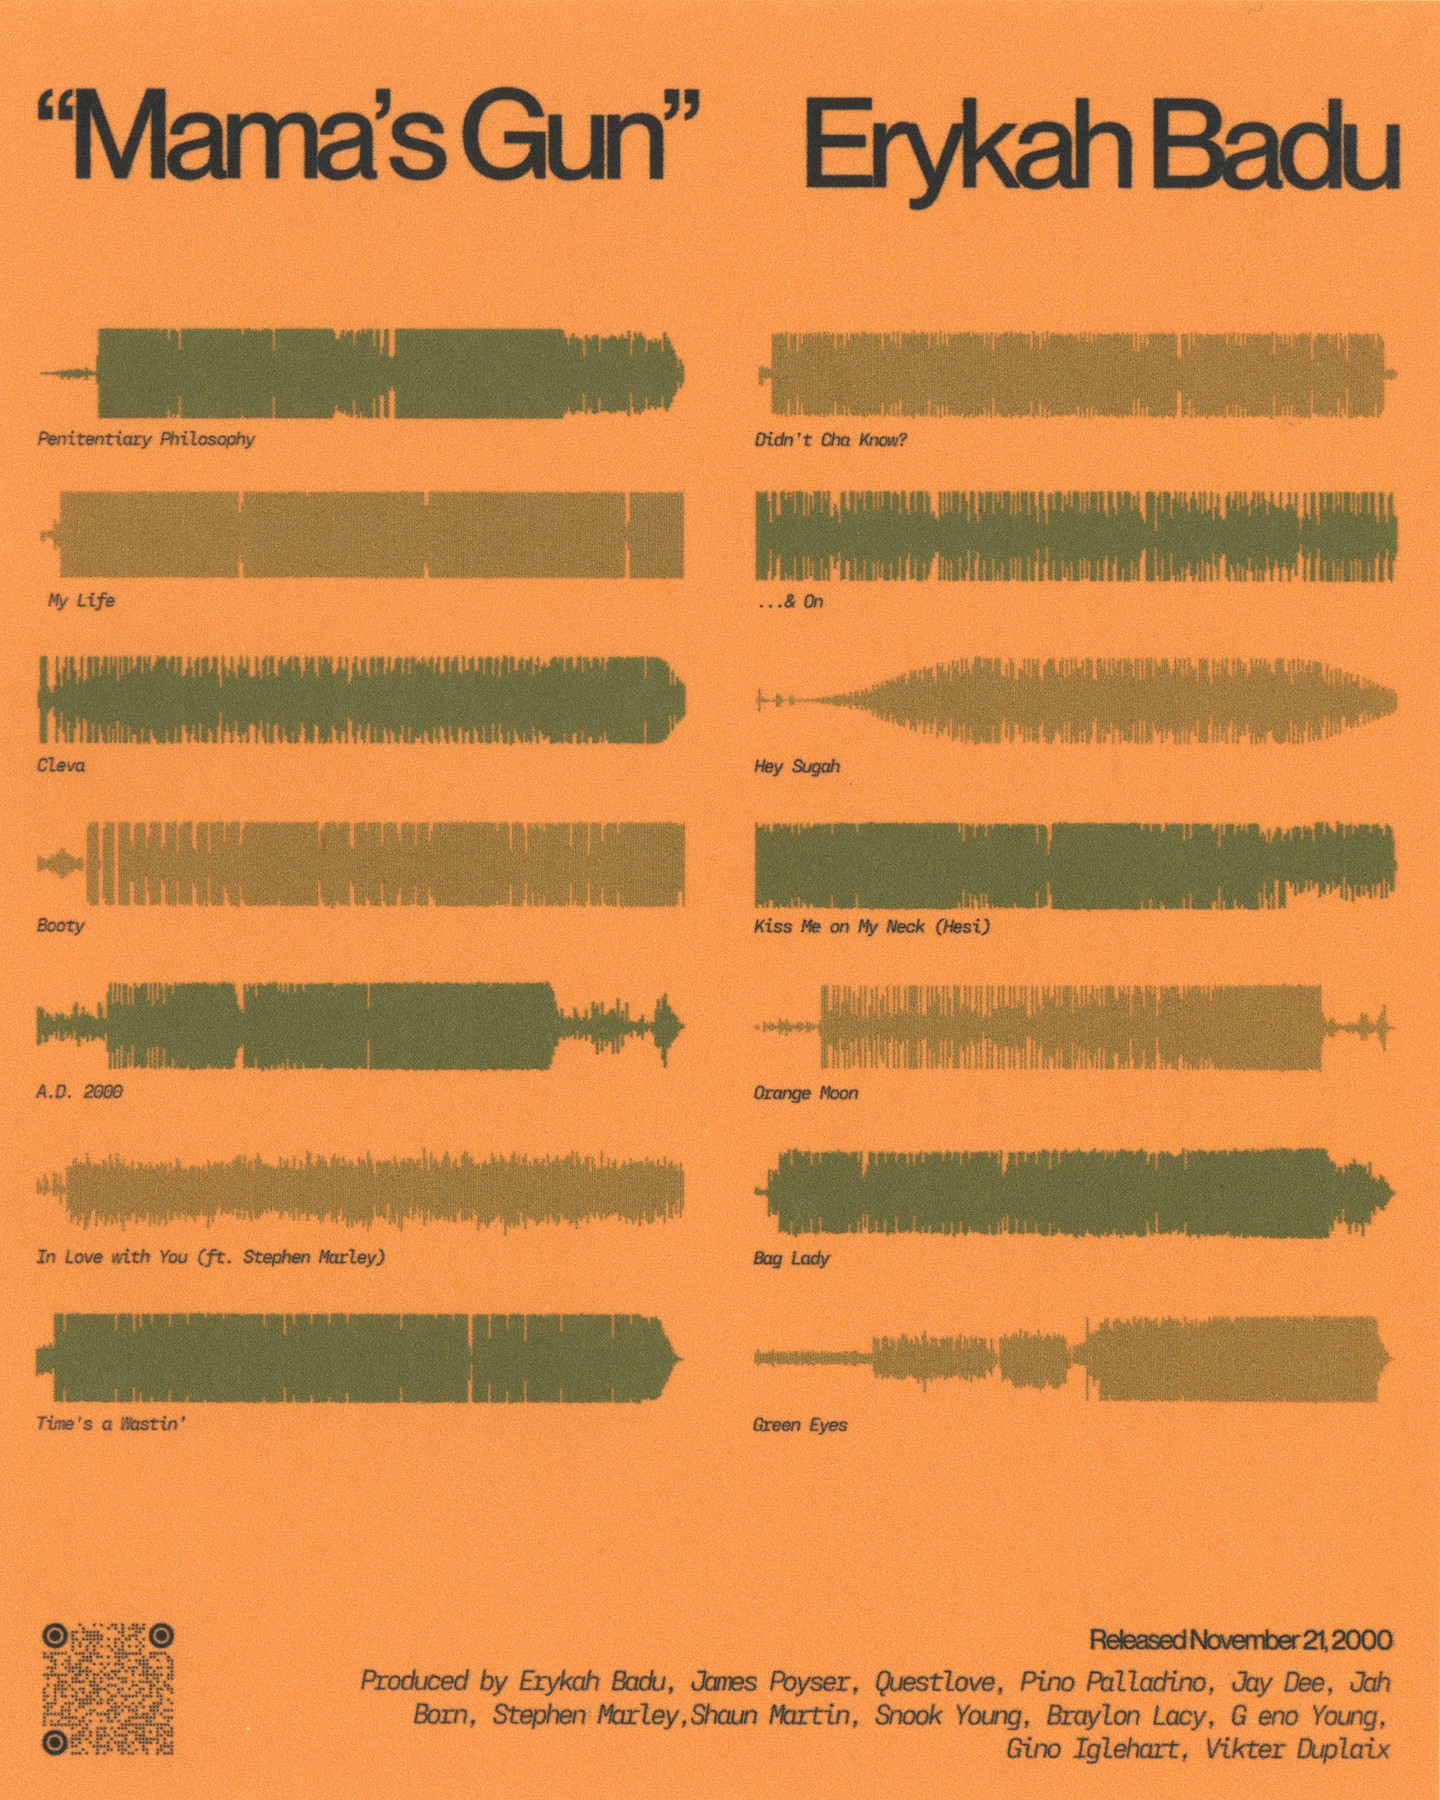 “Mama’s Gun”
Erykah Badu
Penitentiary Philosophy
Didn’t Cha Know?
My Life
...& On
Cleva
Hey Sugah
Booty
Kiss Me on My Neck (Hesi)
A.D. 2000
Orange Moon
In Love with You (ft. Stephen Marley)
Bag Lady
Time's a Wastin’
Green Eyes
Released November 21, 2000
Produced by Erykah Badu, James Poyser, Questlove, Pino Palladino, Jay Dee, Jah
Born, Stephen Marley,Shaun Martin, Snook Young, Braylon Lacy, G eno Young,
Gino Iglehart, Vikter Duplaix